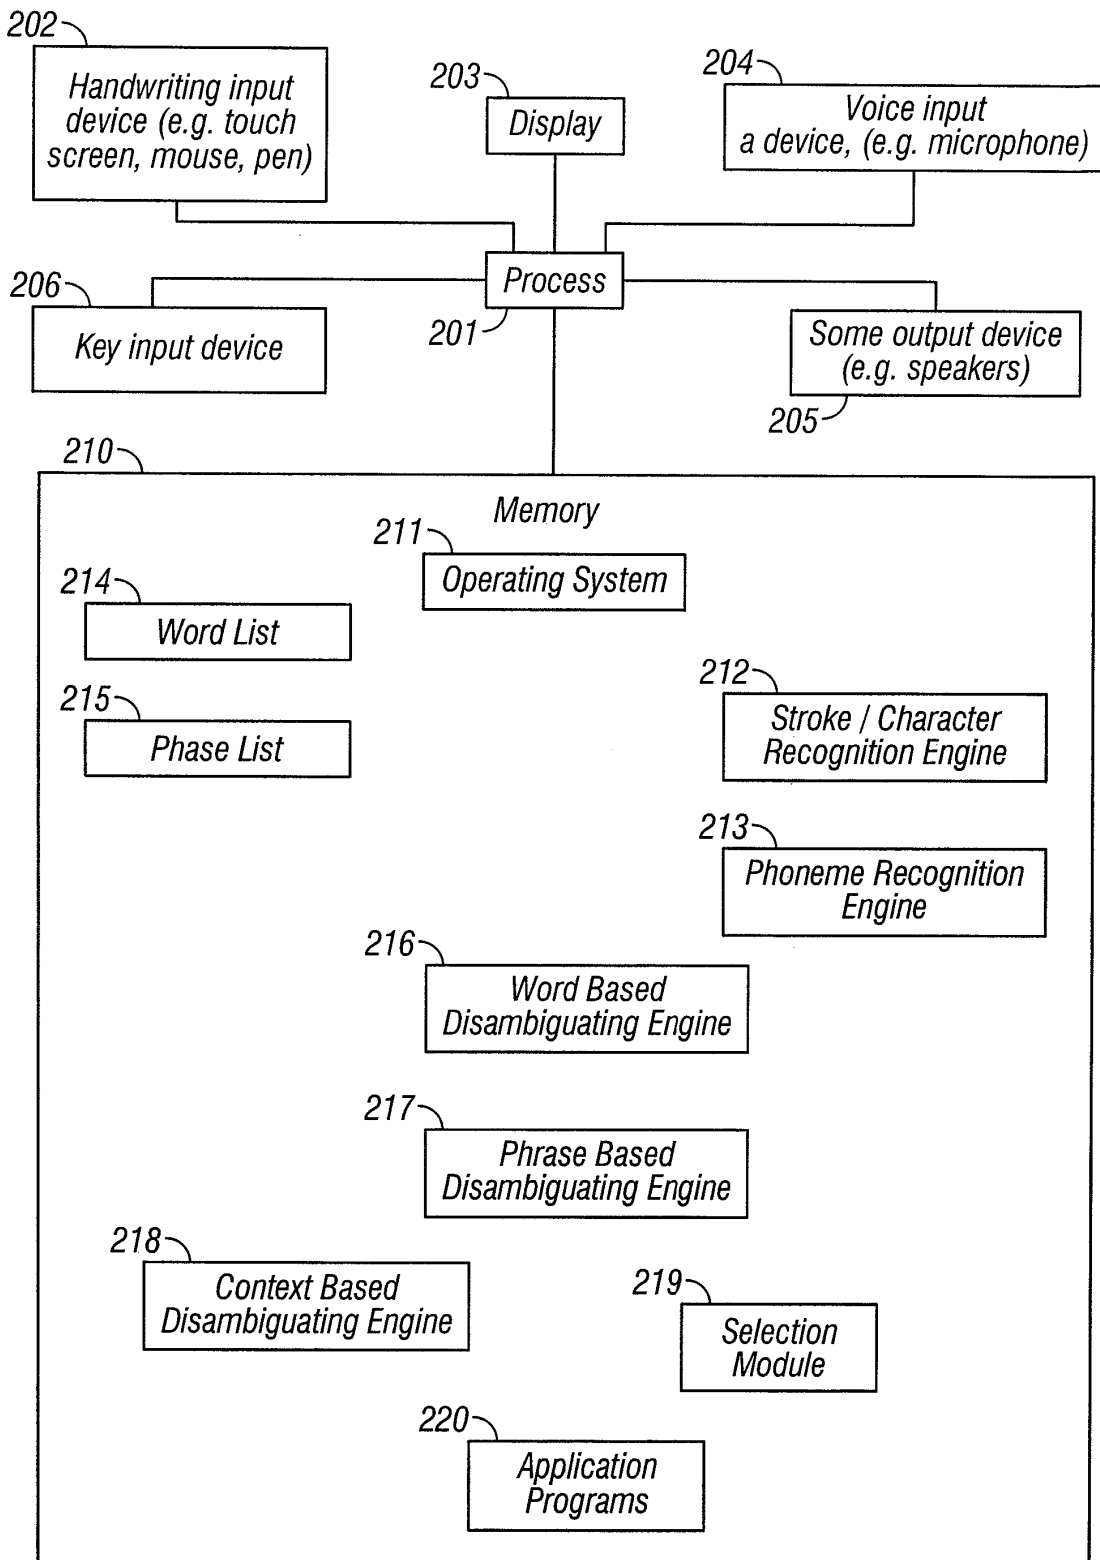 202
Handwriting input
device (e.g. touch
screen, mouse, pen)
203
Display
204
Voice input
a device, (e.g. microphone)
206
Key input device
Process
201
Some output device
(e.g. speakers)
205
210
Memory
211
Operating System
214
Word List
215
Phase List
212
Stroke / Character
Recognition Engine
213
Phoneme Recognition
Engine
216
Word Based
Disambiguating Engine
217
Phrase Based
Disambiguating Engine
218
Context Based
Disambiguating Engine
219
Selection
Module
220
Application
Programs